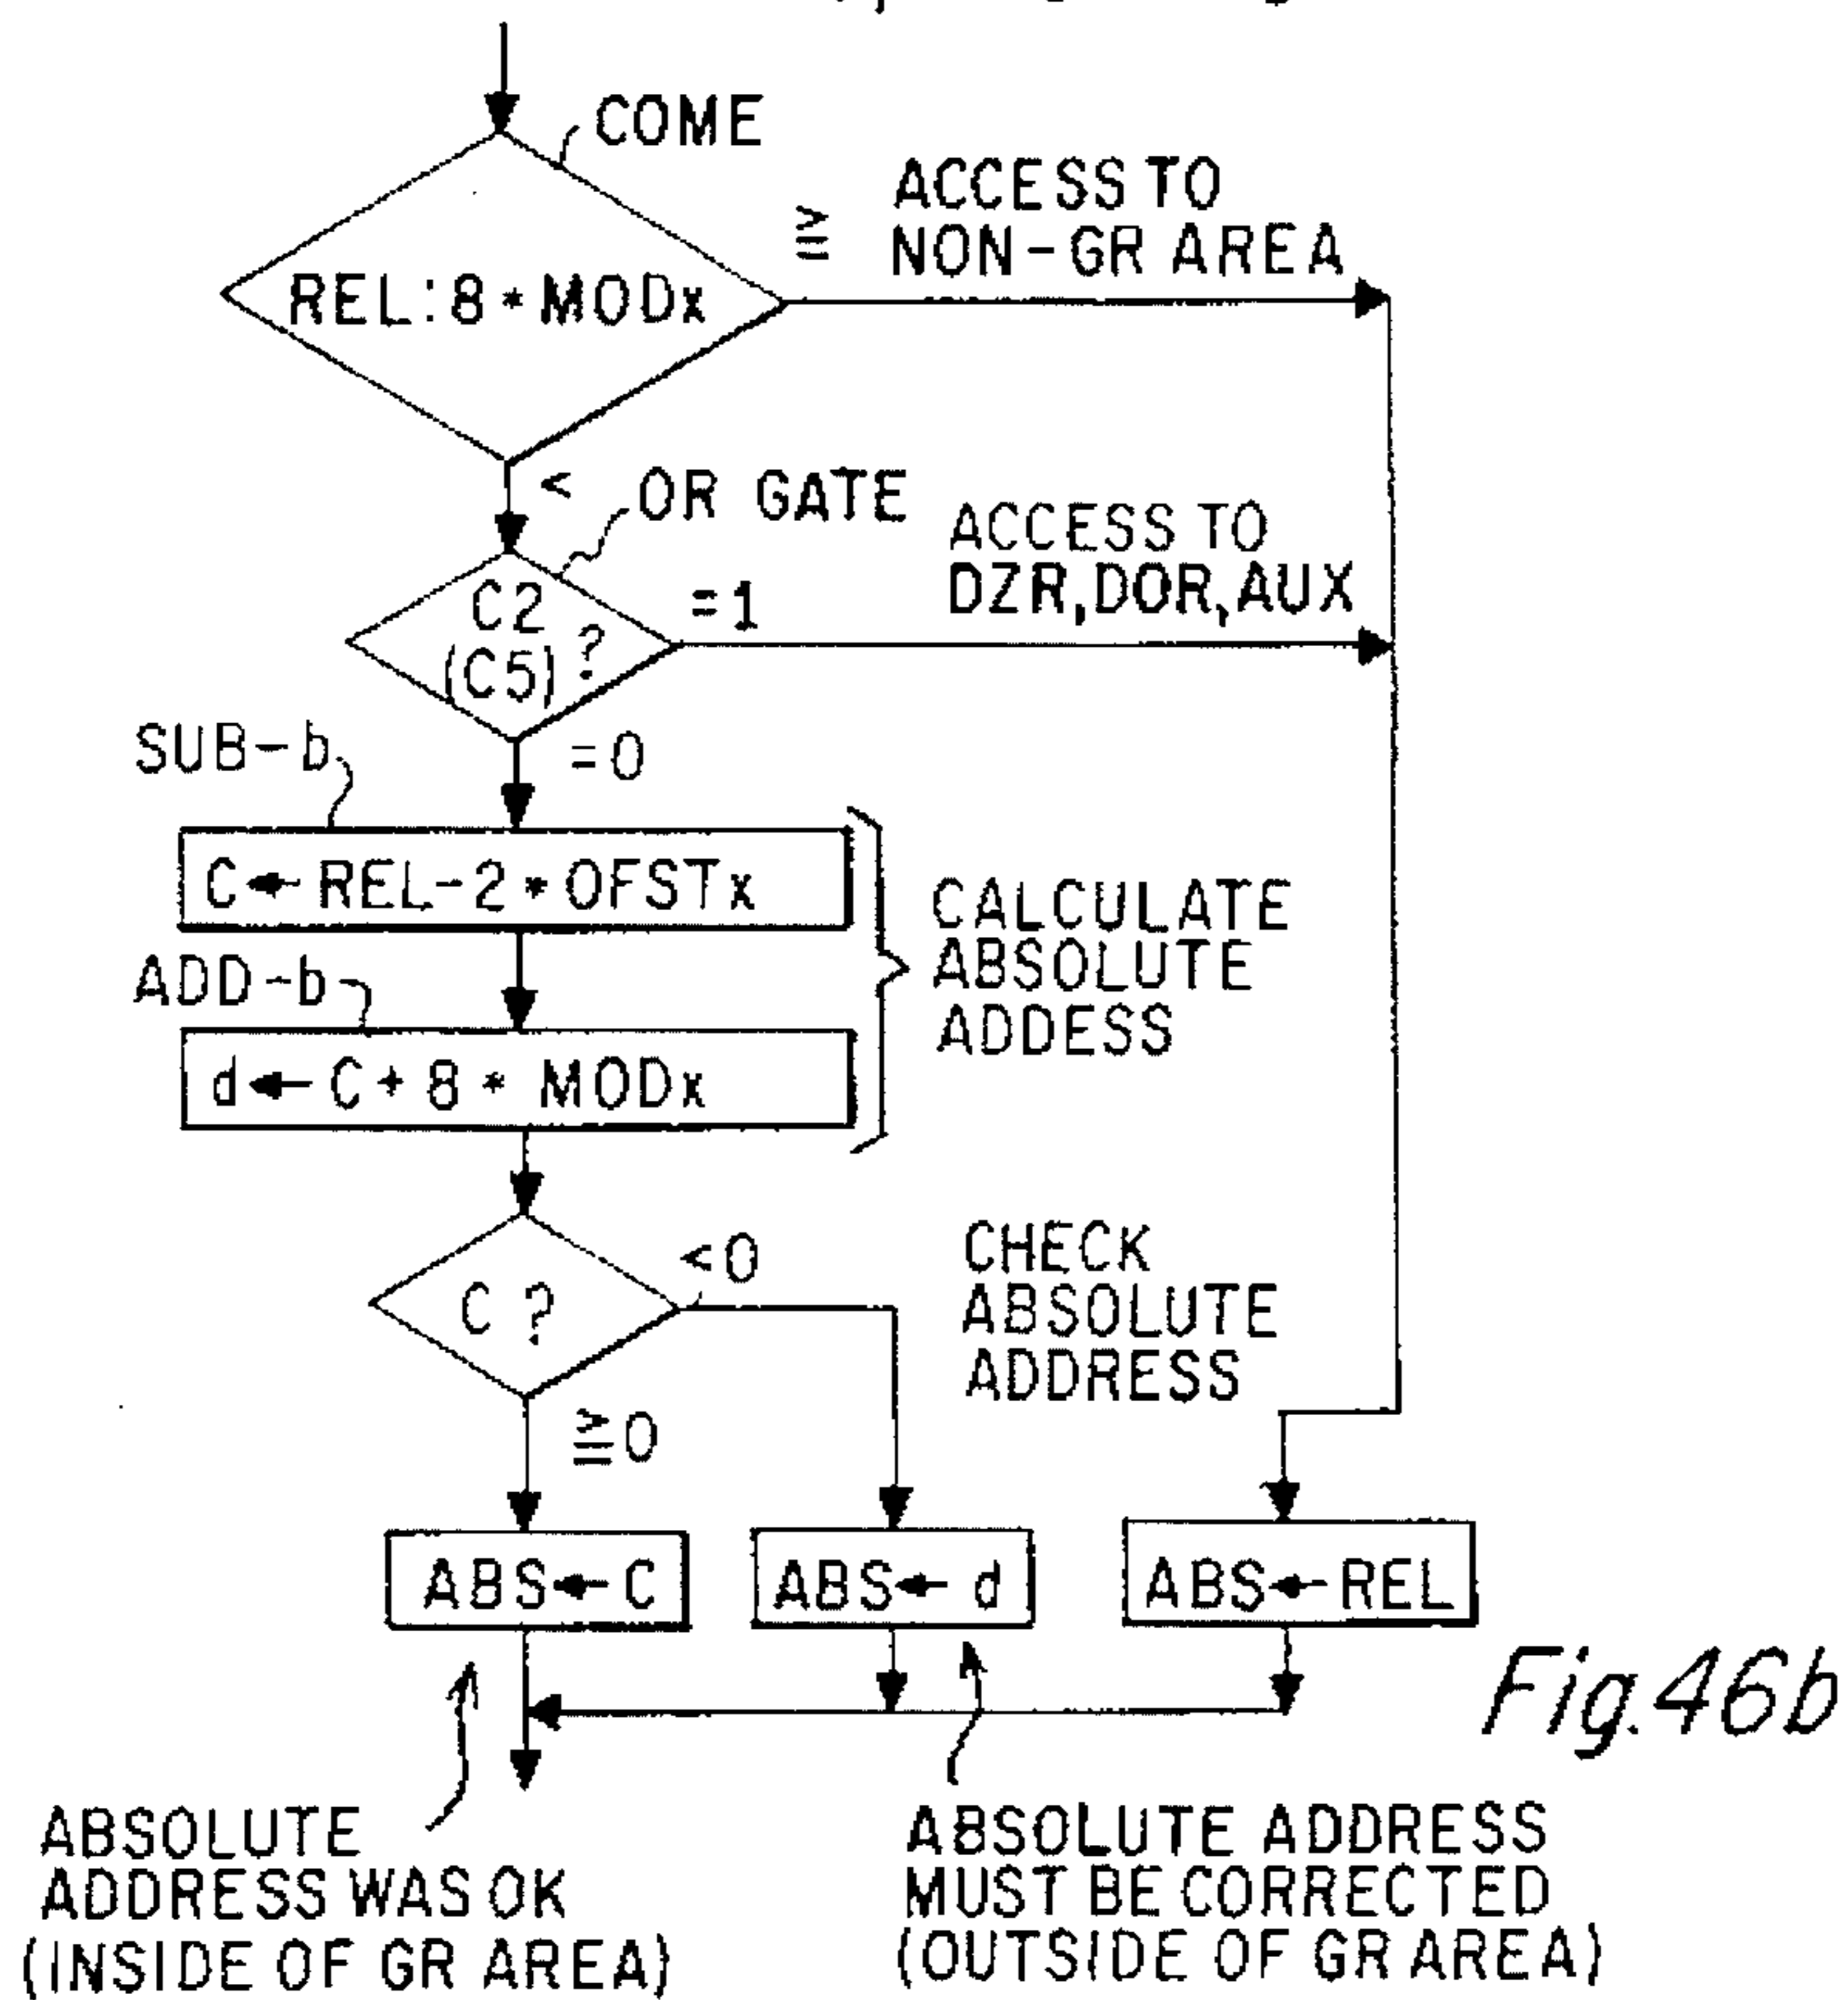 COME
ACCESS TO
NON-GR AREA
≧
REL:8*MODx
<
OR GATE
ACCESS TO
DZR,DOR,AUX
C2
(C5)?
=1
SUB-b
=0
C←REL-2*OFSTx
CALCULATE
ABSOLUTE
ADDESS
ADD-b
d←C+8*MODx
<0
C ?
CHECK
ABSOLUTE
ADDRESS
≧0
ABS←C
ABS←d
ABS←REL
Fig.46b
ABSOLUTE
ADDRESS WAS OK
(INSIDE OF GR AREA)
ABSOLUTE ADDRESS
MUST BE CORRECTED
(OUTSIDE OF GR AREA)